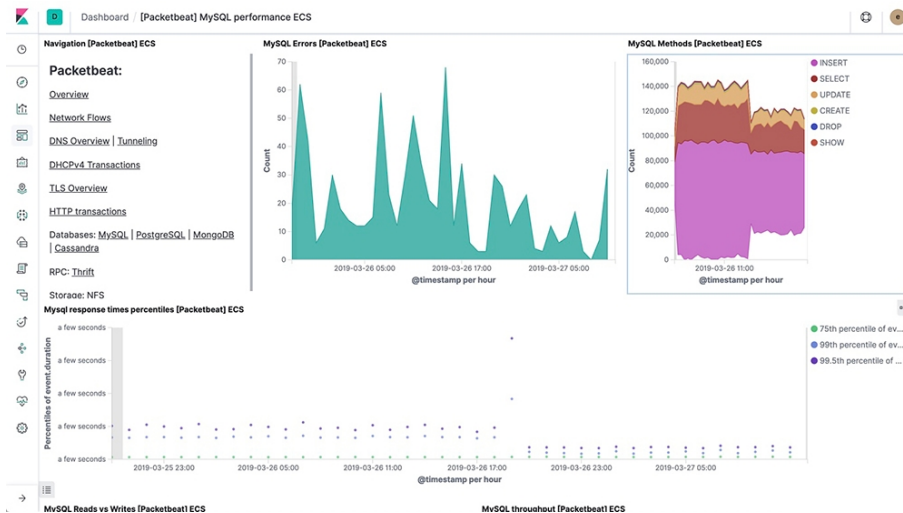 D Dashboard / [Packetbeat] MySQL performance ECS e
Navigation [Packetbeat] ECS
Packetbeat:
Overview
Network Flows
DNS Overview | Tunneling
DHCPv4 Transactions
TLS Overview
HTTP transactions
Databases: MySQL | PostgreSQL | MongoDB
| Cassandra
RPC: Thrift
Storage: NFS
MySQL Errors [Packetbeat] ECS
70
60
50
40
30
20
10
0
Count
2019-03-26 05:00 2019-03-26 17:00 2019-03-27 05:00
@timestamp per hour
MySQL Methods [Packetbeat] ECS
160,000
140,000
120,000
100,000
80,000
60,000
40,000
20,000
0
Count
2019-03-26 11:00
@timestamp per hour
INSERT
SELECT
UPDATE
CREATE
DROP
SHOW
Mysql response times percentiles [Packetbeat] ECS
a few seconds
a few seconds
a few seconds
a few seconds
a few seconds
Percentiles of event.duration
2019-03-25 23:00 2019-03-26 05:00 2019-03-26 11:00 2019-03-26 17:00 2019-03-26 23:00 2019-03-27 05:00
@timestamp per hour
75th percentile of ev...
99th percentile of ev...
99.5th percentile of ...
MySQL Reads vs Writes [Packetbeat] ECS
MySQL throughput [Packetbeat] ECS